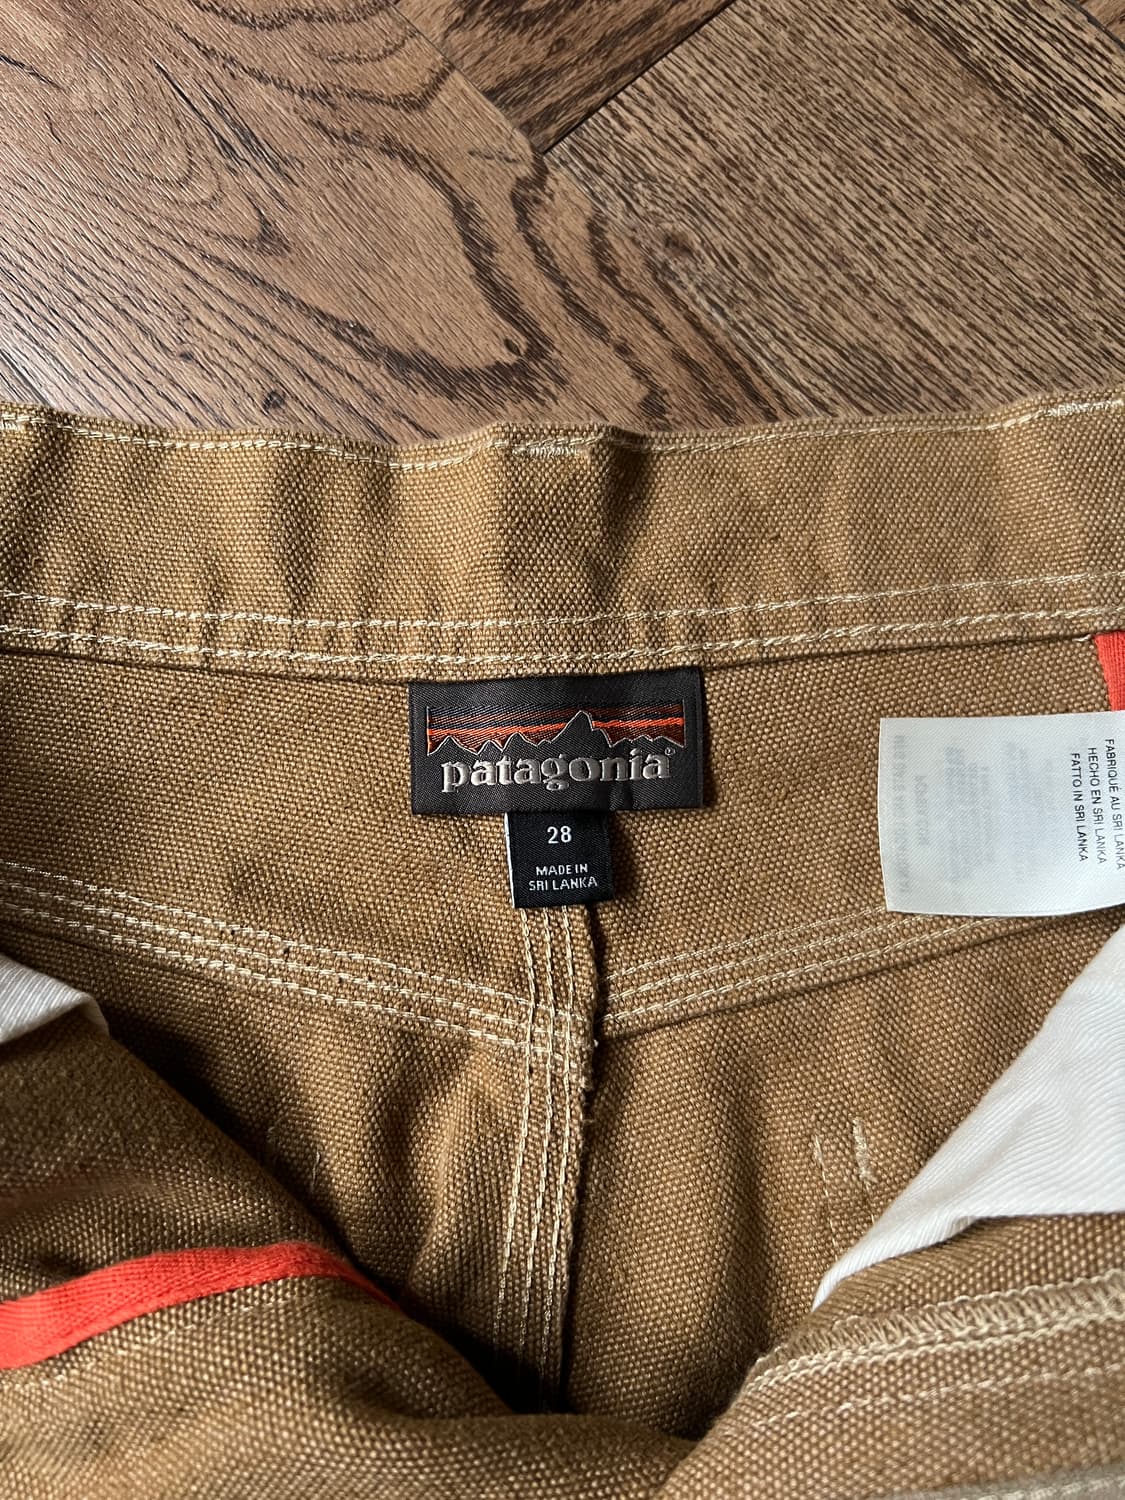 patagonia®
28
MADE IN
SRI LANKA
FABRIQUÉ AU SRI LANKA
HECHO EN SRI LANKA
FATTO IN SRI LANKA